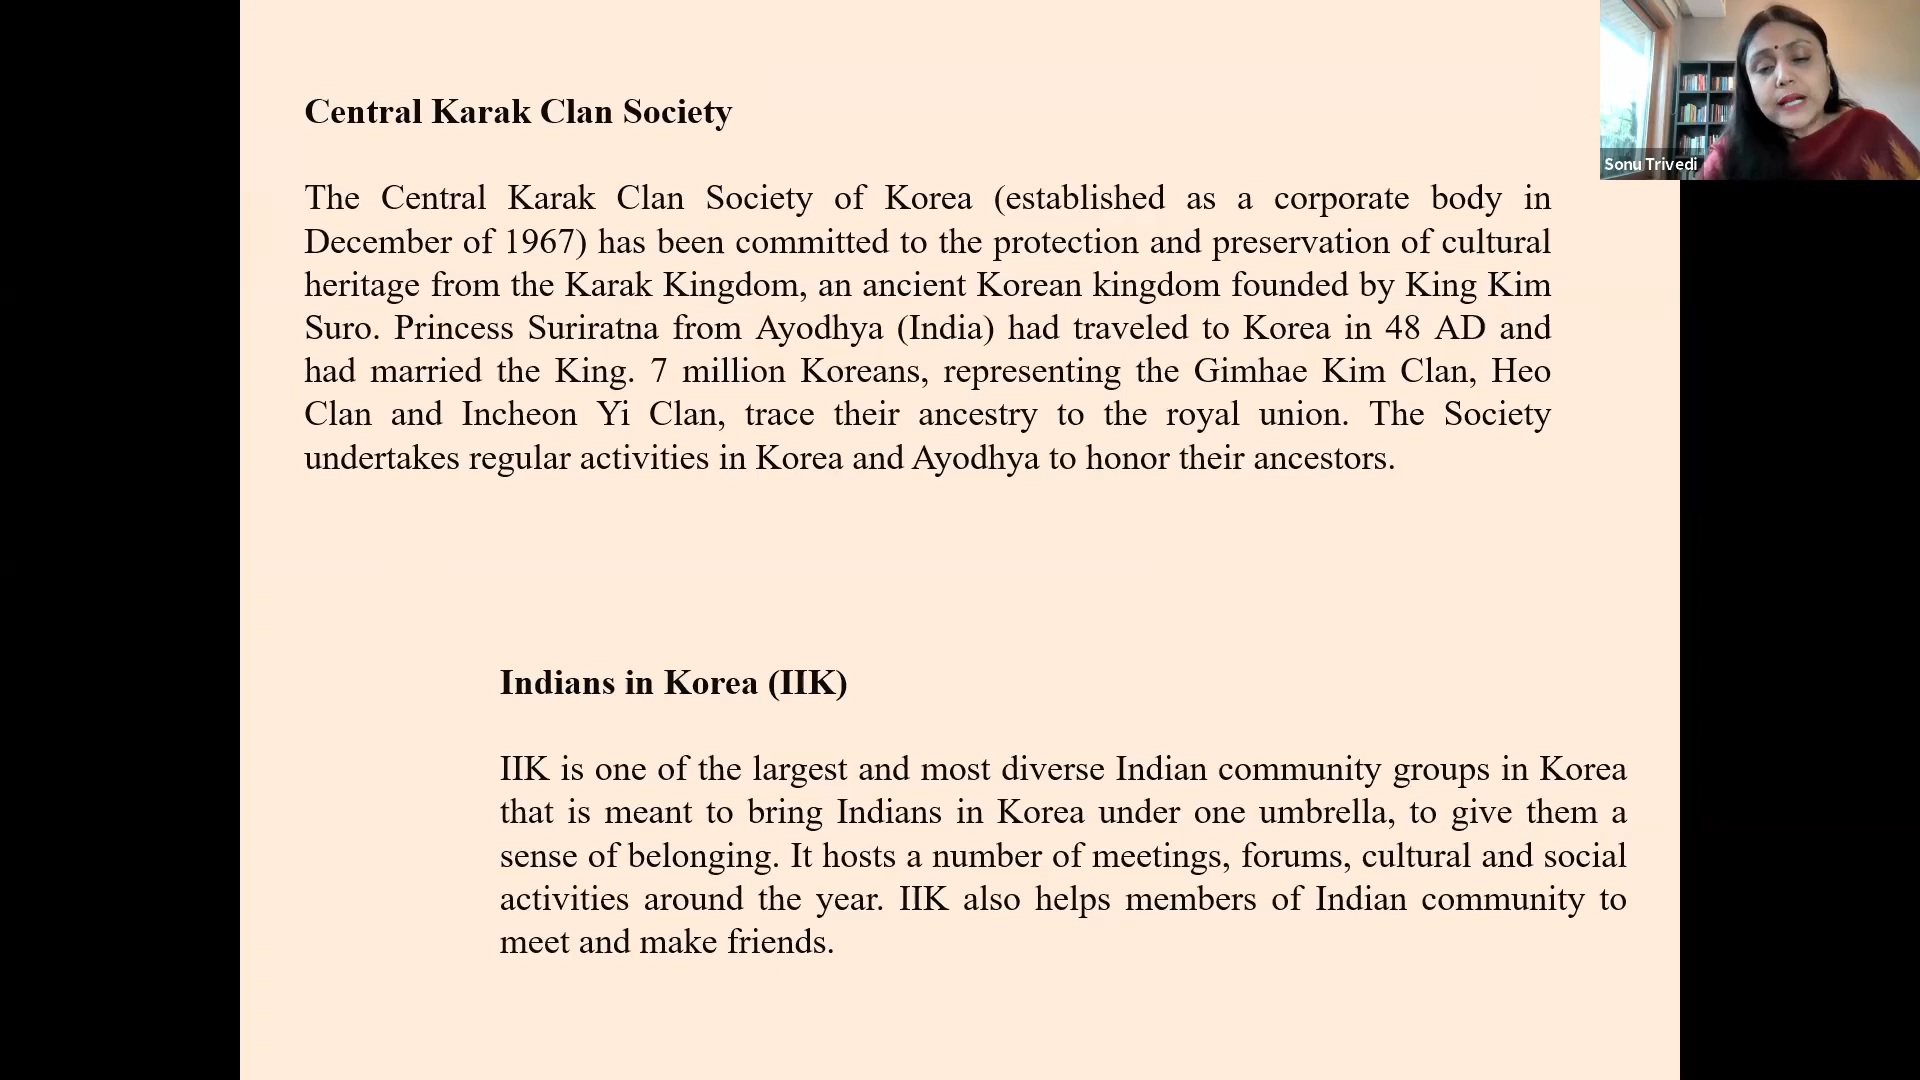 Central Karak Clan Society
The Central Karak Clan Society of Korea (established as a corporate body in
December of 1967) has been committed to the protection and preservation of cultural
heritage from the Karak Kingdom, an ancient Korean kingdom founded by King Kim
Suro. Princess Suriratna from Ayodhya (India) had traveled to Korea in 48 AD and
had married the King. 7 million Koreans, representing the Gimhae Kim Clan, Heo
Clan and Incheon Yi Clan, trace their ancestry to the royal union. The Society
undertakes regular activities in Korea and Ayodhya to honor their ancestors.
Sonu Trivedi
Indians in Korea (IIK)
IIK is one of the largest and most diverse Indian community groups in Korea
that is meant to bring Indians in Korea under one umbrella, to give them a
sense of belonging. It hosts a number of meetings, forums, cultural and social
activities around the year. IIK also helps members of Indian community to
meet and make friends.